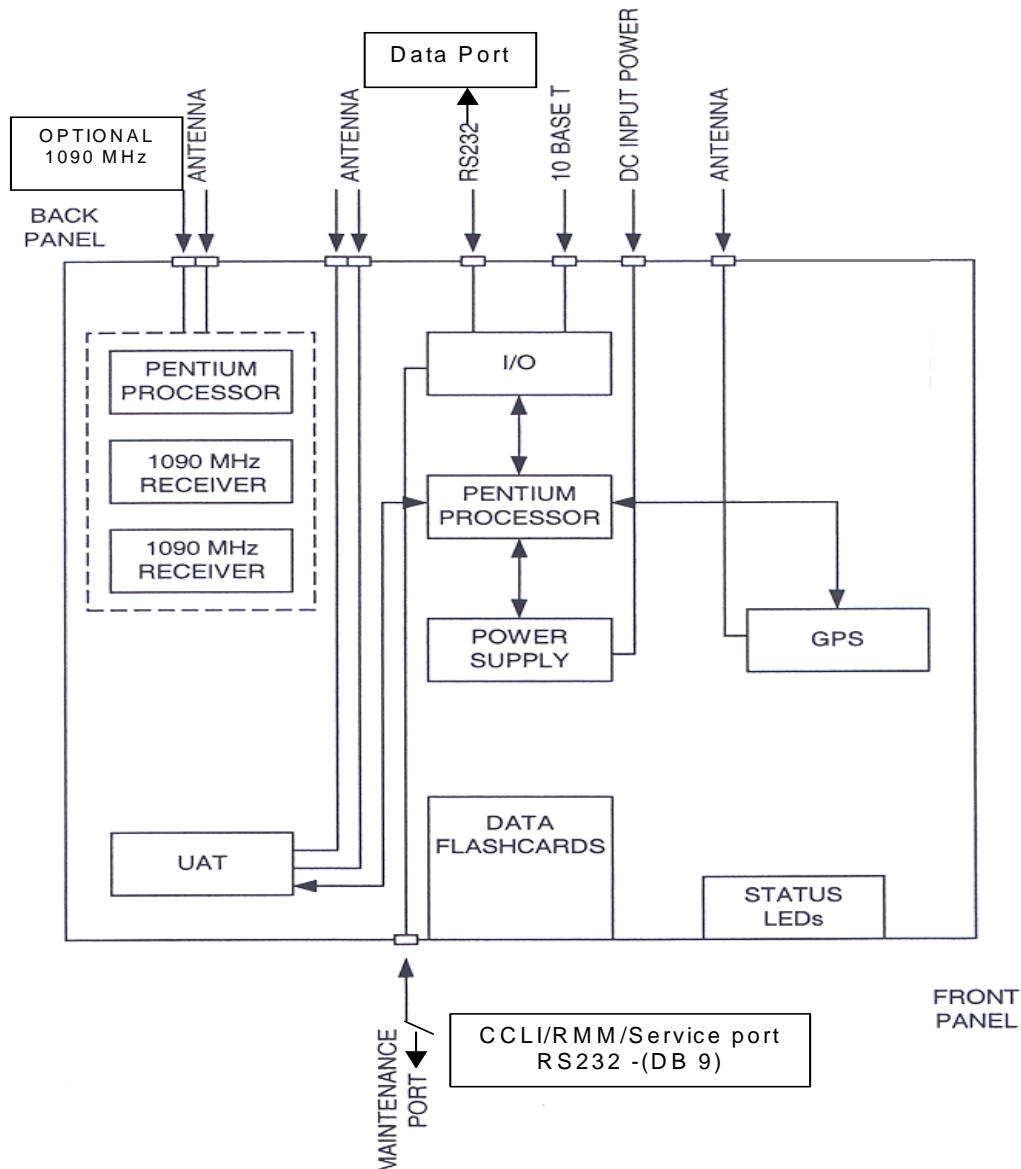 Data Port
OPTIONAL
1090 MHz
ANTENNA
ANTENNA
RS232
10 BASE T
DC INPUT POWER
ANTENNA
BACK
PANEL
PENTIUM
PROCESSOR
1090 MHz
RECEIVER
1090 MHz
RECEIVER
I/O
PENTIUM
PROCESSOR
POWER
SUPPLY
GPS
UAT
DATA
FLASHCARDS
STATUS
LEDs
FRONT
PANEL
MAINTENANCE
PORT
CCLI/RMM/Service port
RS232 -(DB 9)